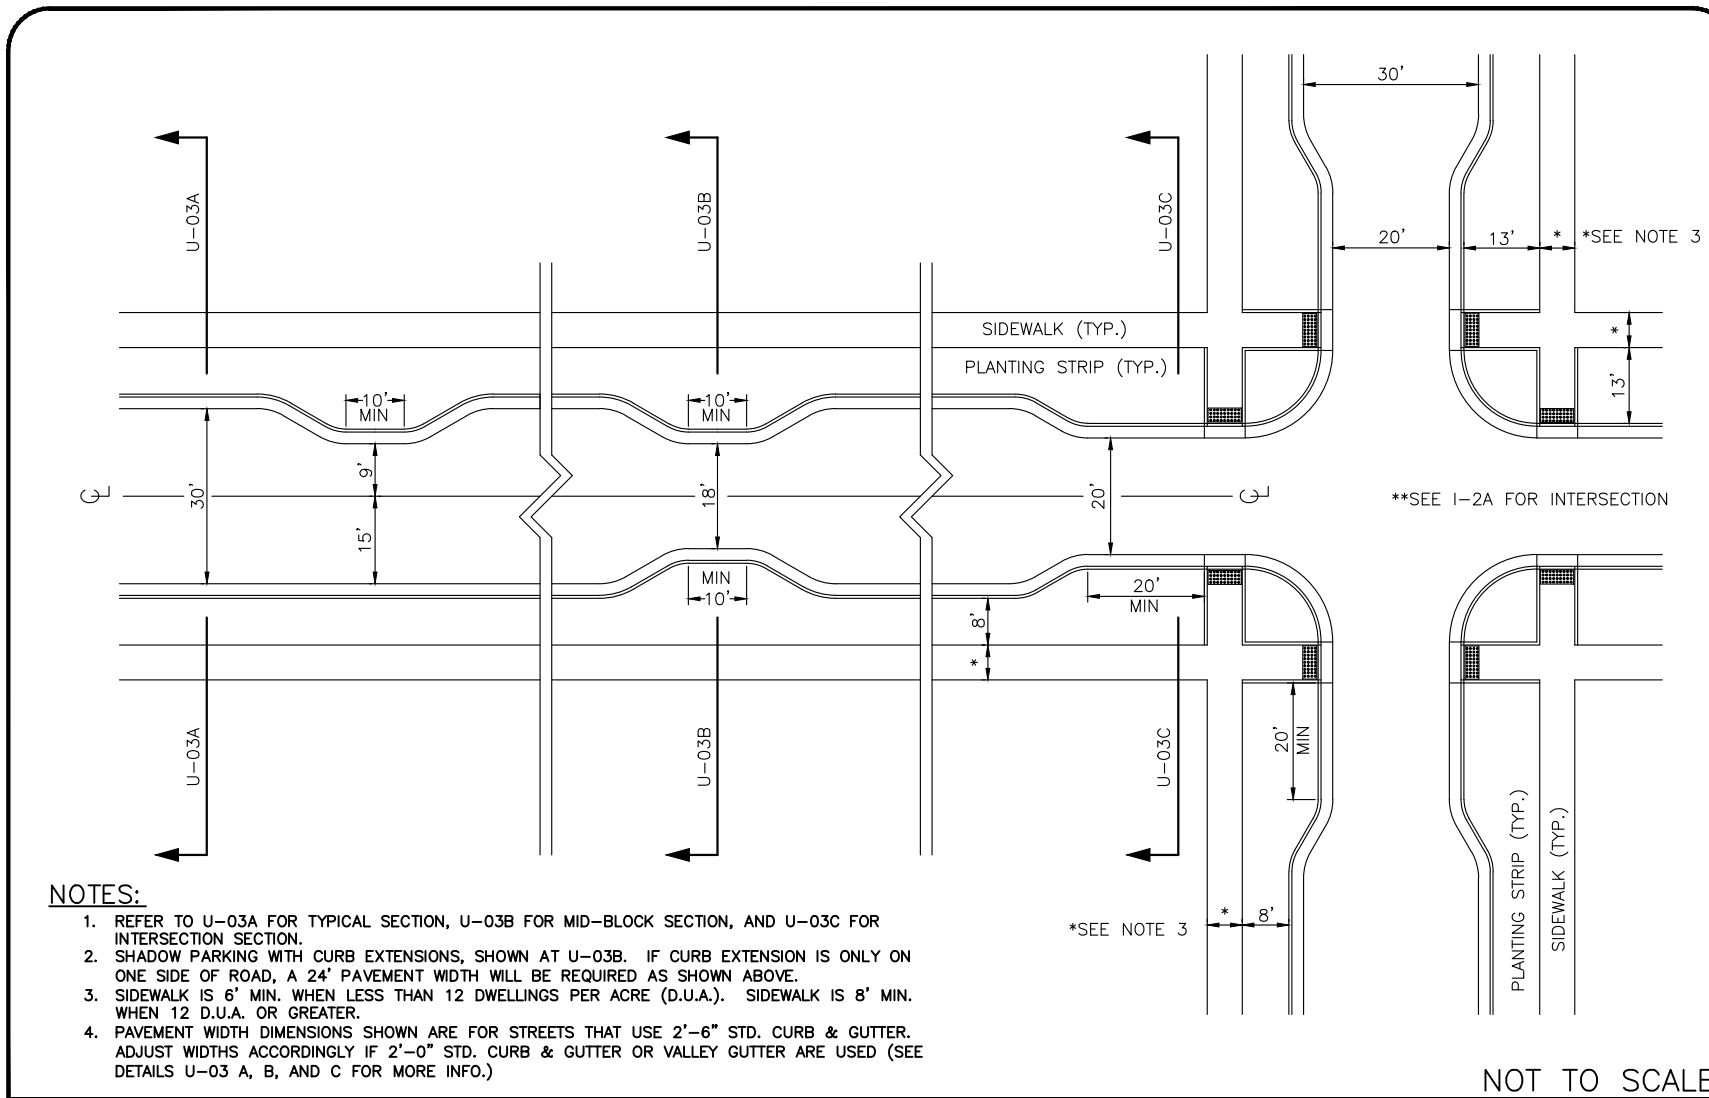 30'
U-03A
U-03B
U-03C
20'
13'
*
*SEE NOTE 3
SIDEWALK (TYP.)
*
PLANTING STRIP (TYP.)
13'
10'
MIN
10'
MIN
9'
30'
18'
20'
CL
CL
**SEE I-2A FOR INTERSECTION
15'
MIN
10'
20'
MIN
8'
*
U-03A
U-03B
U-03C
20'
MIN
PLANTING STRIP (TYP.)
SIDEWALK (TYP.)
*SEE NOTE 3
*
8'
NOTES:
1. REFER TO U-03A FOR TYPICAL SECTION, U-03B FOR MID-BLOCK SECTION, AND U-03C FOR
INTERSECTION SECTION.
2. SHADOW PARKING WITH CURB EXTENSIONS, SHOWN AT U-03B. IF CURB EXTENSION IS ONLY ON
ONE SIDE OF ROAD, A 24' PAVEMENT WIDTH WILL BE REQUIRED AS SHOWN ABOVE.
3. SIDEWALK IS 6' MIN. WHEN LESS THAN 12 DWELLINGS PER ACRE (D.U.A.). SIDEWALK IS 8' MIN.
WHEN 12 D.U.A. OR GREATER.
4. PAVEMENT WIDTH DIMENSIONS SHOWN ARE FOR STREETS THAT USE 2'-6" STD. CURB & GUTTER.
ADJUST WIDTHS ACCORDINGLY IF 2'-0" STD. CURB & GUTTER OR VALLEY GUTTER ARE USED (SEE
DETAILS U-03 A, B, AND C FOR MORE INFO.)
NOT TO SCALE